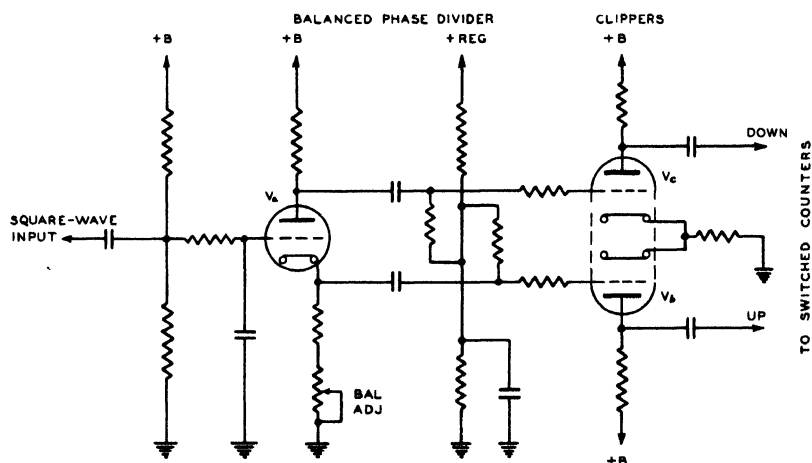 BALANCED PHASE DIVIDER
CLIPPERS
+B
+B
+REG
+B
DOWN
Va
Vc
SQUARE-WAVE
INPUT
Vb
UP
BAL
ADJ
+B
TO SWITCHED COUNTERS